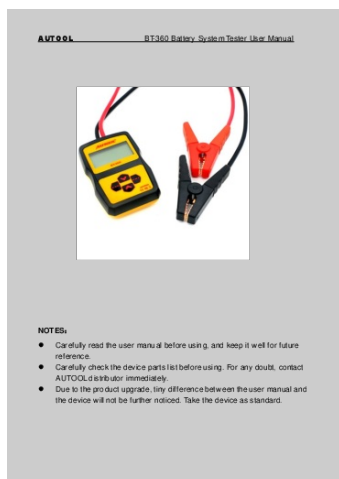 AUTOOL BT-360 Battery System Tester User Manual
NOTES:
● Carefully read the user manual before using, and keep it well for future
reference.
● Carefully check the device parts list before using. For any doubt, contact
AUTOOL distributor immediately.
● Due to the product upgrade, tiny difference between the user manual and
the device will not be further noticed. Take the device as standard.